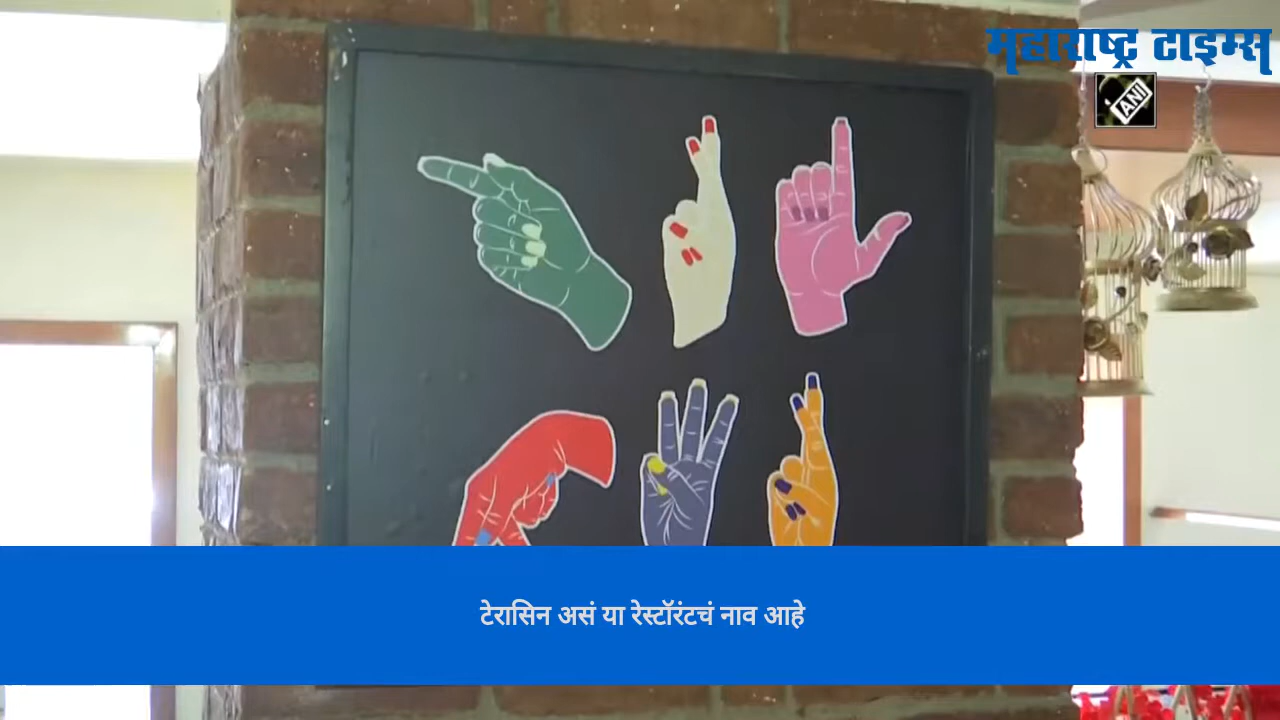 महाराष्ट्र टाइम्स
ANI
टेरासिन असं या रेस्टॉरंटचं नाव आहे